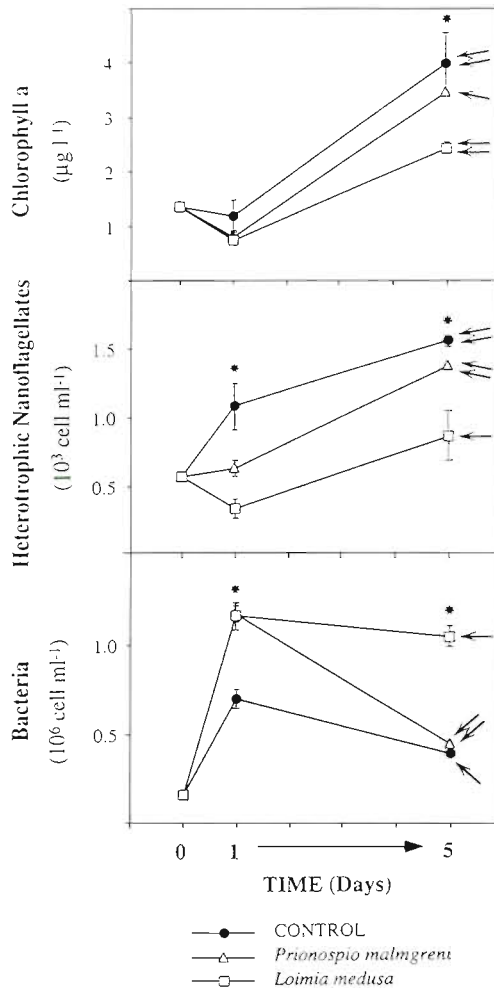 *
Chlorophyll a
(µg l⁻¹)
4
3
2
1
*
*
Heterotrophic Nanoflagellates
(10³ cell ml⁻¹)
1.5
1.0
0.5
*
*
Bacteria
(10⁶ cell ml⁻¹)
1.0
0.5
0 1 5
TIME (Days)
CONTROL
Prionospio malmgreni
Loimia medusa